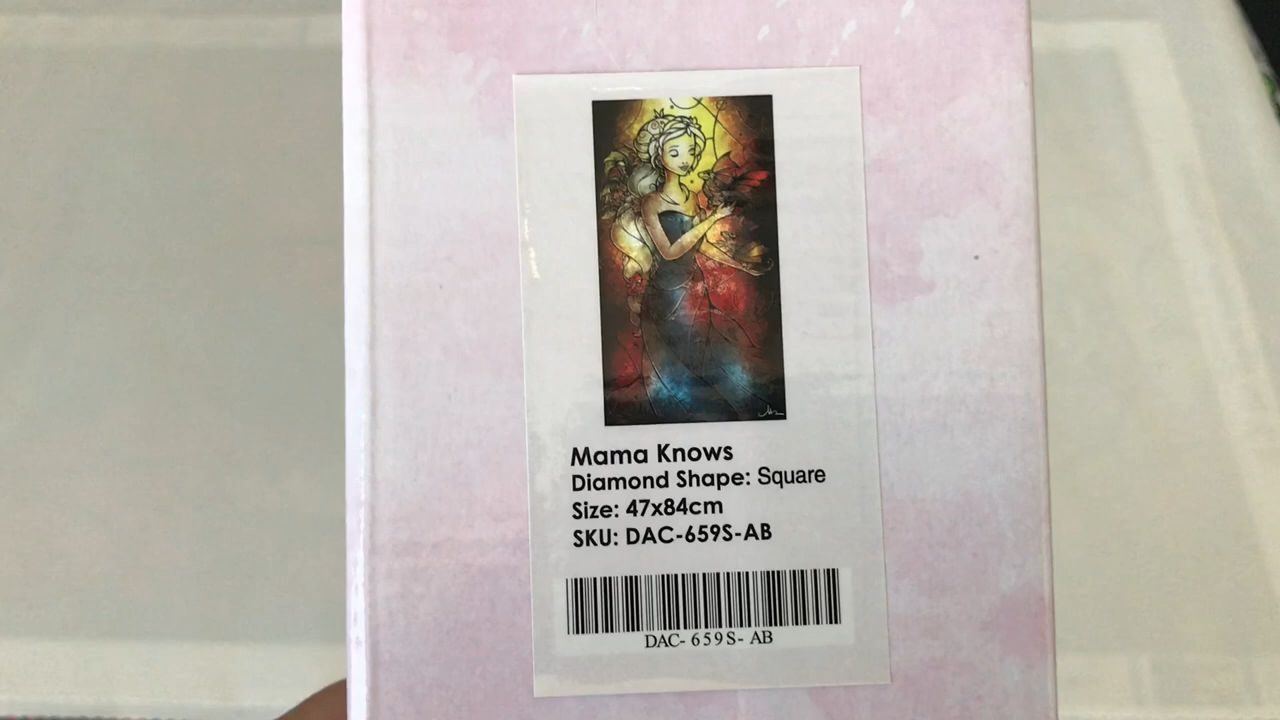 Mama Knows
Diamond Shape: Square
Size: 47x84cm
SKU: DAC-659S-AB
DAC- 659S- AB